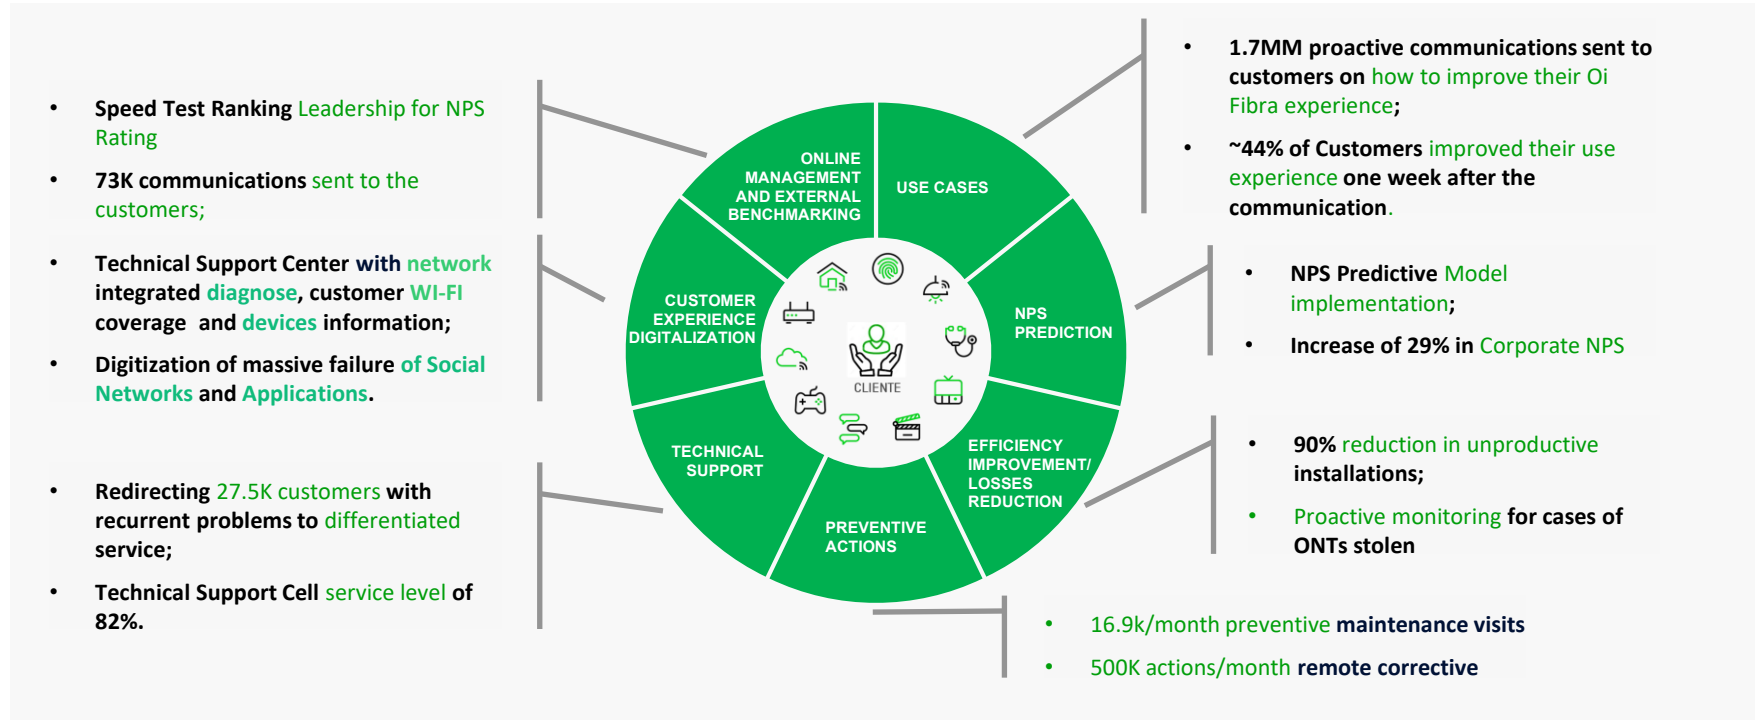 • Speed Test Ranking Leadership for NPS
Rating
• 73K communications sent to the
customers;
• Technical Support Center with network
integrated diagnose, customer WI-FI
coverage and devices information;
• Digitization of massive failure of Social
Networks and Applications.
• Redirecting 27.5K customers with
recurrent problems to differentiated
service;
• Technical Support Cell service level of
82%.
ONLINE
MANAGEMENT
AND EXTERNAL
BENCHMARKING
USE CASES
CUSTOMER
EXPERIENCE
DIGITALIZATION
NPS
PREDICTION
CLIENTE
TECHNICAL
SUPPORT
EFFICIENCY
IMPROVEMENT/
LOSSES
REDUCTION
PREVENTIVE
ACTIONS
• 1.7MM proactive communications sent to
customers on how to improve their Oi
Fibra experience;
• ~44% of Customers improved their use
experience one week after the
communication.
• NPS Predictive Model
implementation;
• Increase of 29% in Corporate NPS
• 90% reduction in unproductive
installations;
• Proactive monitoring for cases of
ONTs stolen
• 16.9k/month preventive maintenance visits
• 500K actions/month remote corrective